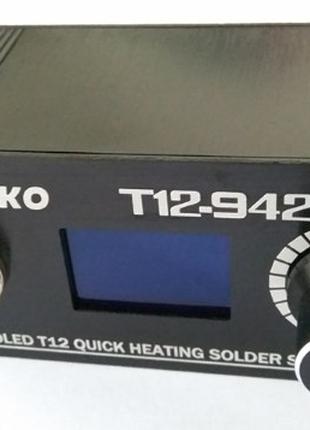 KO T12-942
OLED T12 QUICK HEATING SOLDER S